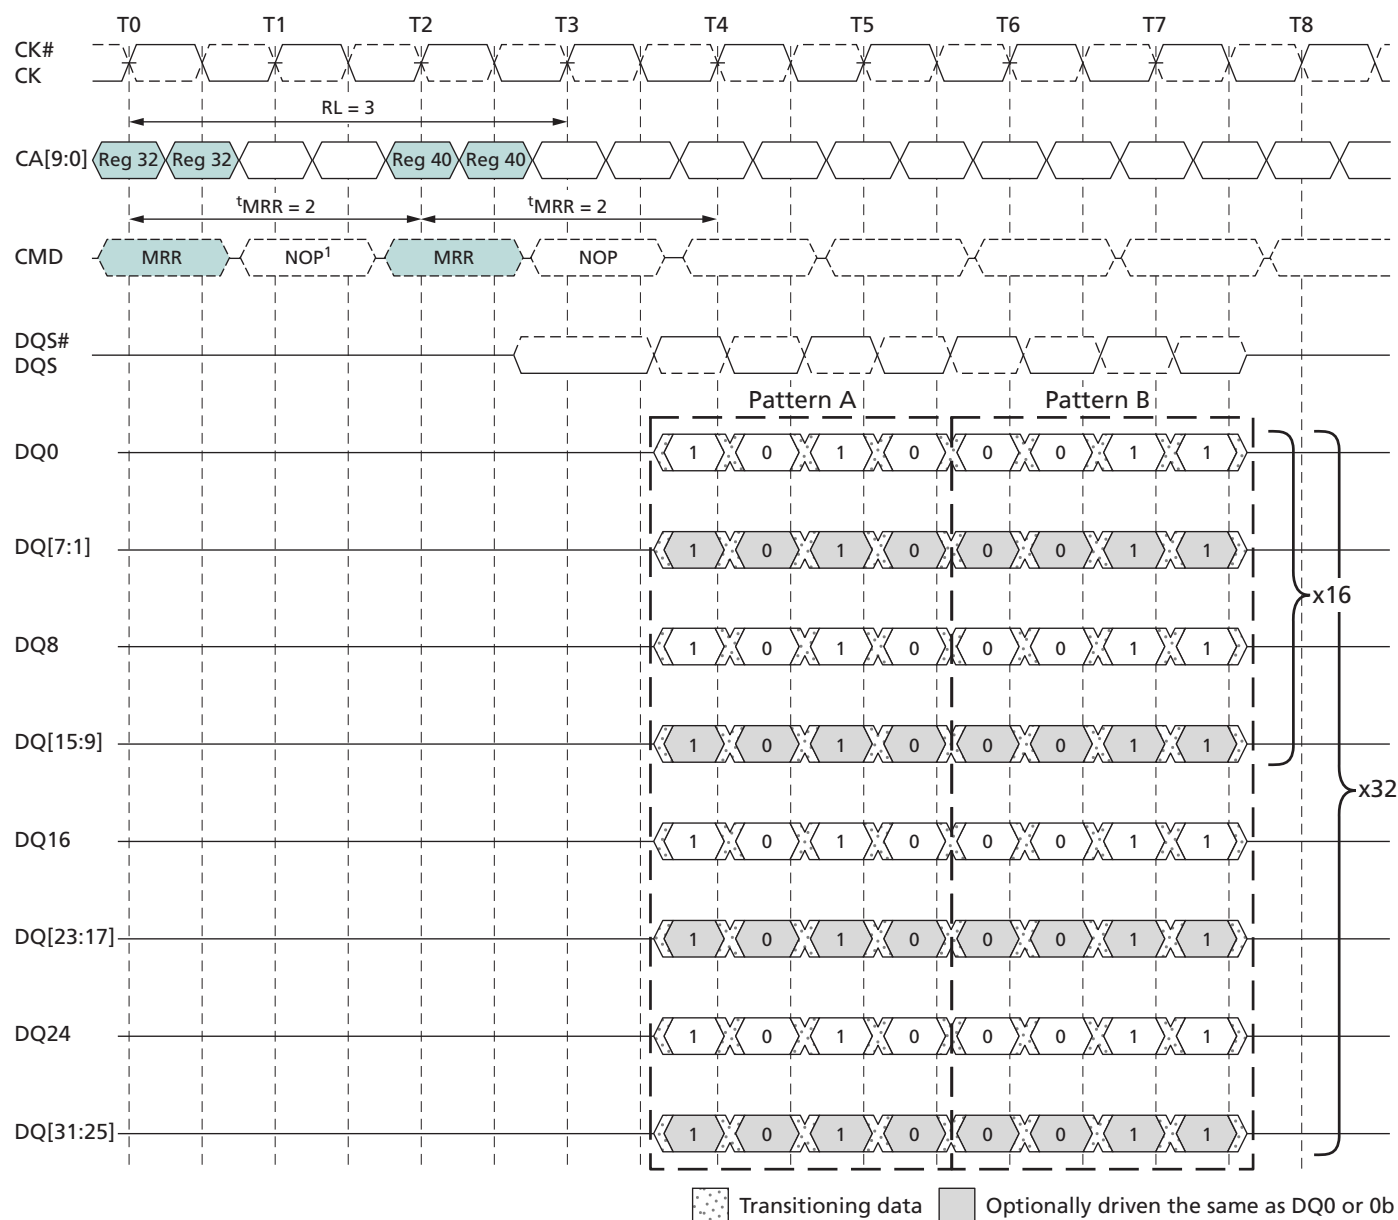 T0 T1 T2 T3 T4 T5 T6 T7 T8
CK#
CK
RL = 3
CA[9:0] Reg 32 Reg 32 Reg 40 Reg 40
tMRR = 2 tMRR = 2
CMD MRR NOP1 MRR NOP
DQS#
DQS
Pattern A Pattern B
DQ0 1 0 1 0 0 0 1 1
DQ[7:1] 1 0 1 0 0 0 1 1
x16
DQ8 1 0 1 0 0 0 1 1
DQ[15:9] 1 0 1 0 0 0 1 1
x32
DQ16 1 0 1 0 0 0 1 1
DQ[23:17] 1 0 1 0 0 0 1 1
DQ24 1 0 1 0 0 0 1 1
DQ[31:25] 1 0 1 0 0 0 1 1
Transitioning data Optionally driven the same as DQ0 or 0b